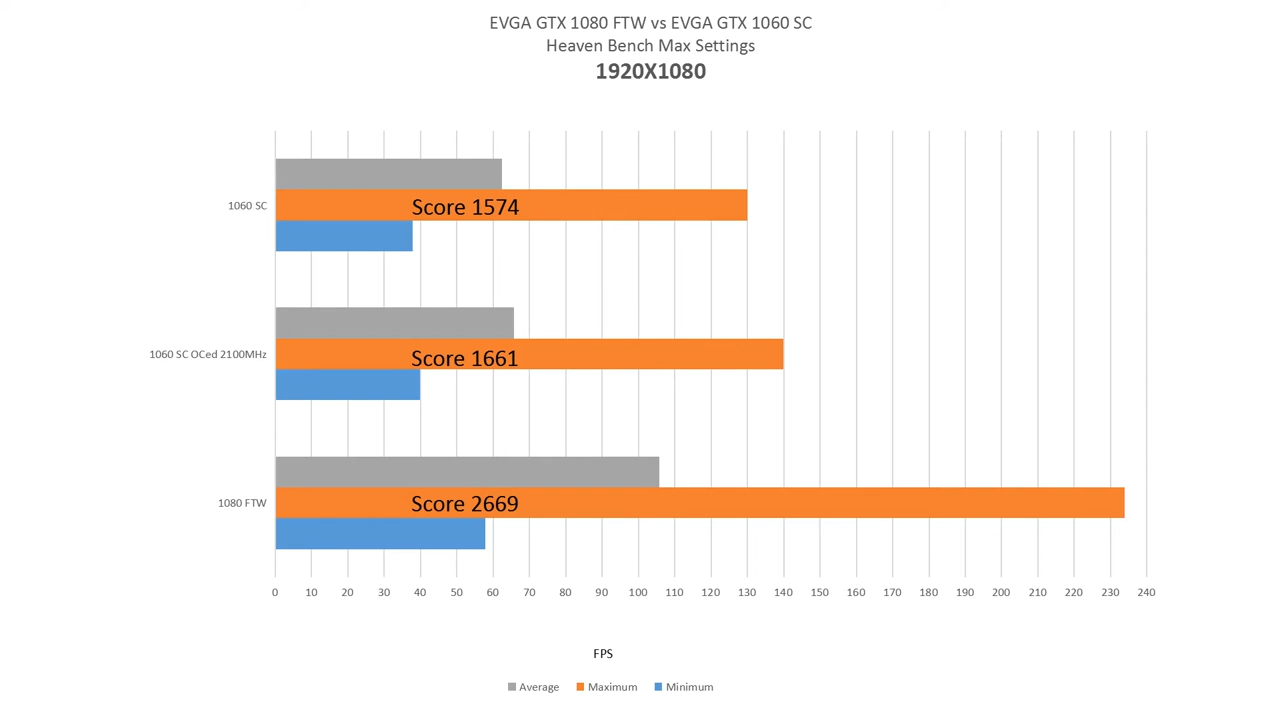 EVGA GTX 1080 FTW vs EVGA GTX 1060 SC
Heaven Bench Max Settings
1920X1080
1060 SC
Score 1574
1060 SC OCed 2100MHz
Score 1661
1080 FTW
Score 2669
0 10 20 30 40 50 60 70 80 90 100 110 120 130 140 150 160 170 180 190 200 210 220 230 240
FPS
Average Maximum Minimum